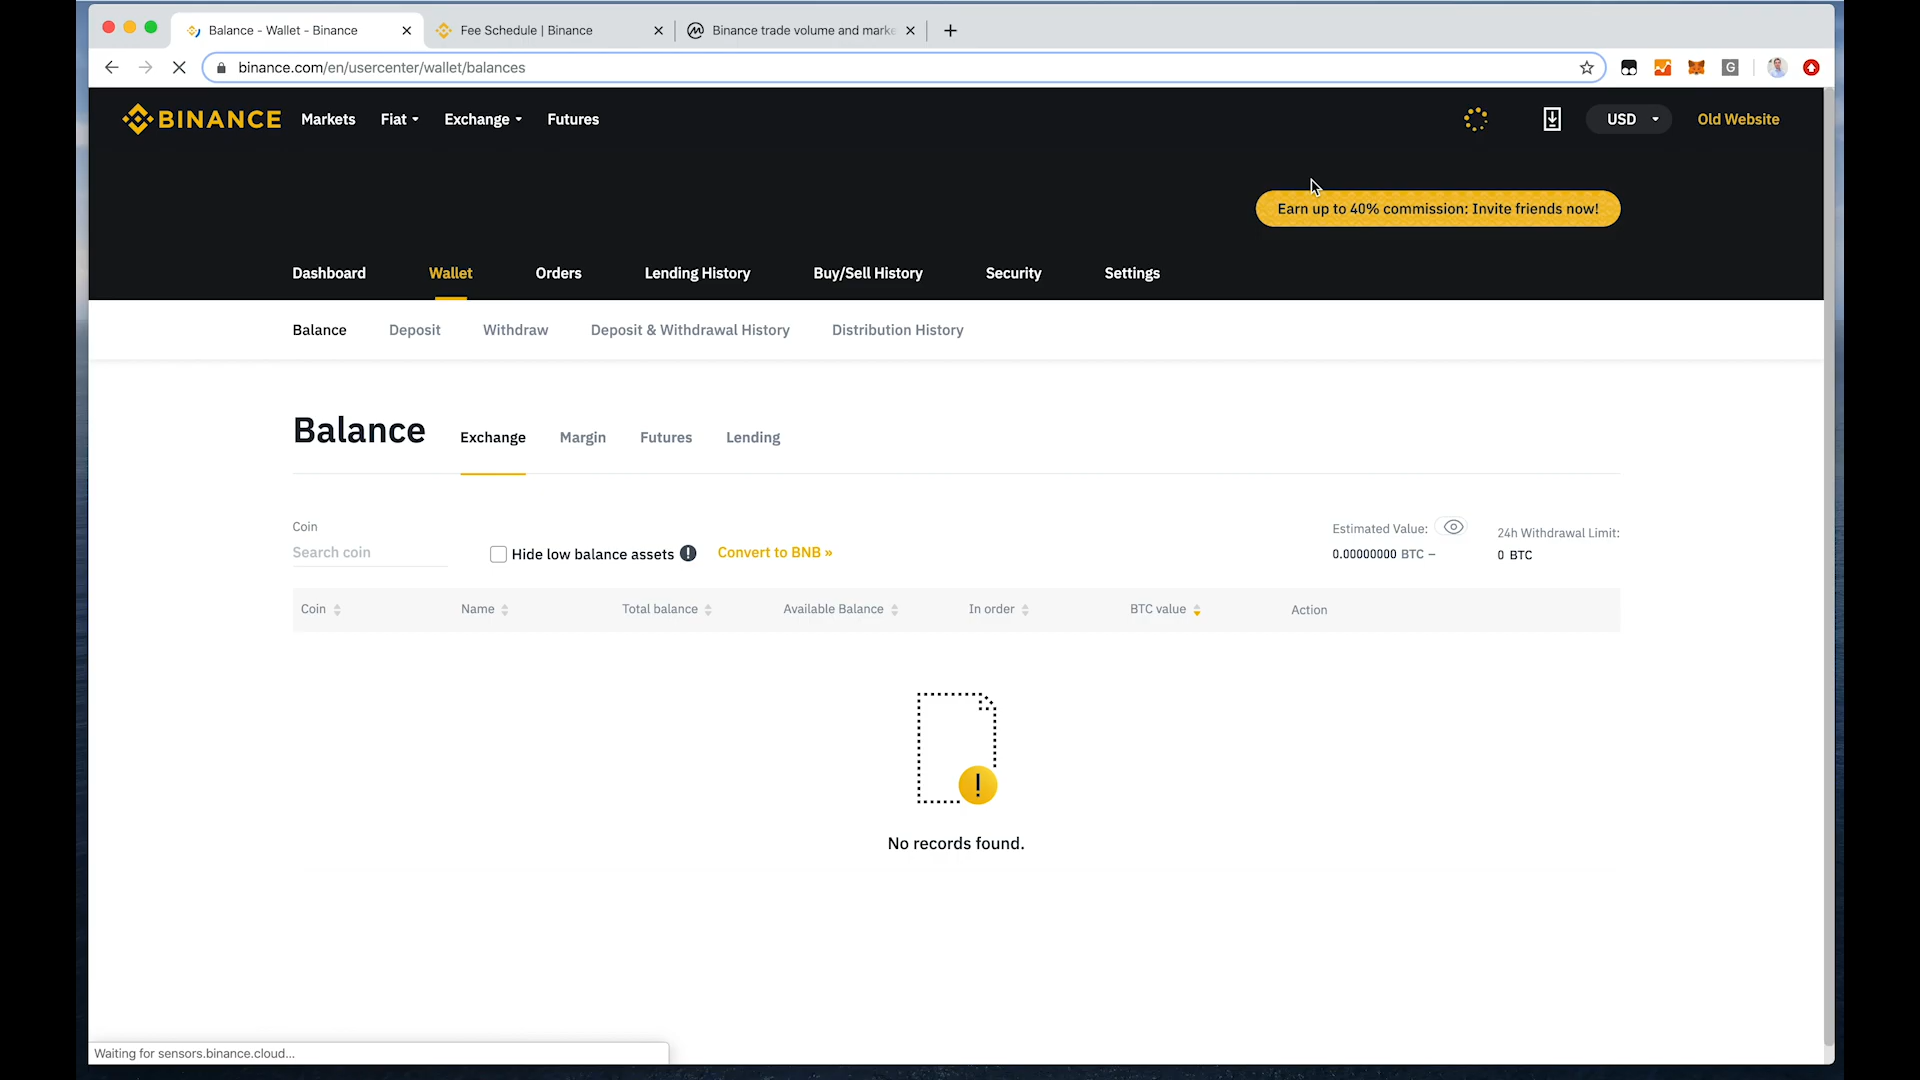 Balance - Wallet - Binance
Fee Schedule | Binance
Binance trade volume and marke
binance.com/en/usercenter/wallet/balances
G
BINANCE Markets Fiat Exchange Futures USD Old Website
Earn up to 40% commission: Invite friends now!
Dashboard Wallet Orders Lending History Buy/Sell History Security Settings
Balance Deposit Withdraw Deposit & Withdrawal History Distribution History
Balance Exchange Margin Futures Lending
Coin
Search coin
Hide low balance assets ! Convert to BNB »
Estimated Value:
0.00000000 BTC –
24h Withdrawal Limit:
0 BTC
Coin Name Total balance Available Balance In order BTC value Action
!
No records found.
Waiting for sensors.binance.cloud...